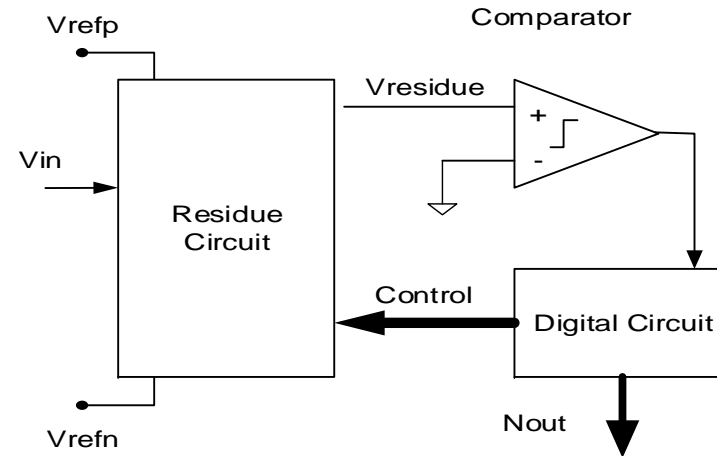 Comparator
Vrefp
Vresidue
+
-
Vin
Residue
Circuit
Control
Digital Circuit
Nout
Vrefn